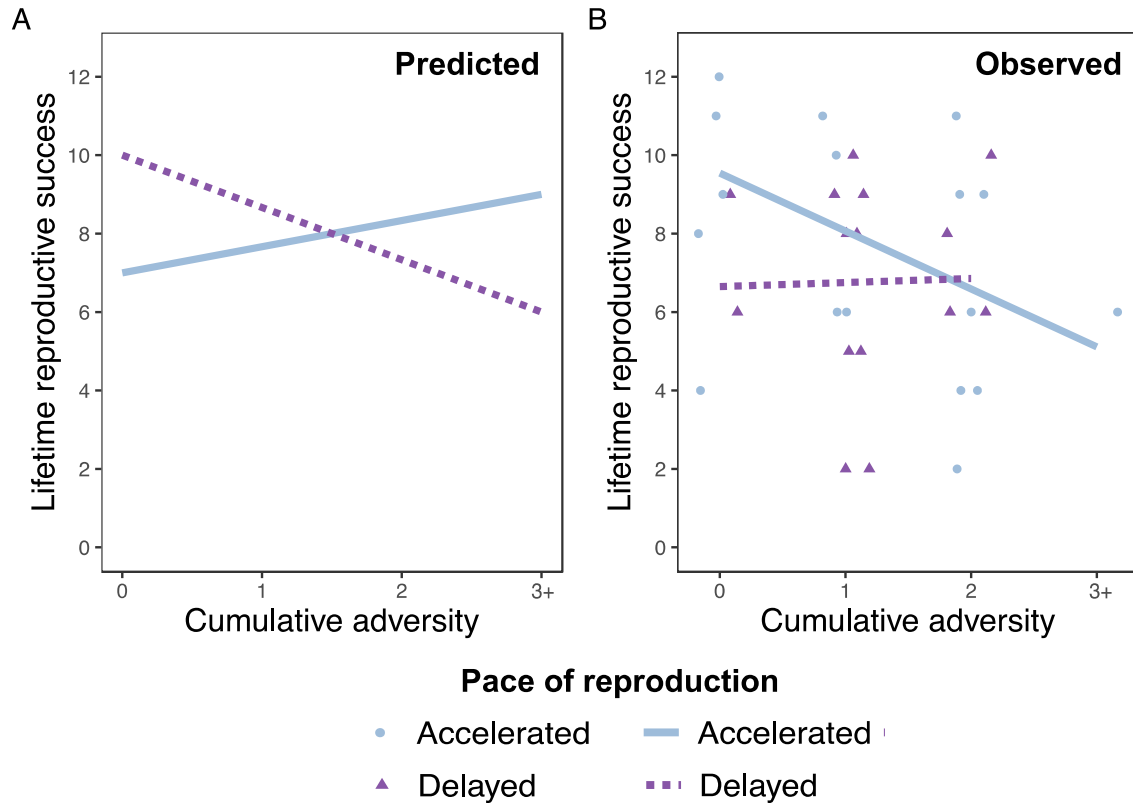 A
Predicted
Lifetime reproductive success
12
10
8
6
4
2
0
0 1 2 3+
Cumulative adversity
B
Observed
Lifetime reproductive success
12
10
8
6
4
2
0
0 1 2 3+
Cumulative adversity
Pace of reproduction
Accelerated Accelerated
Delayed Delayed